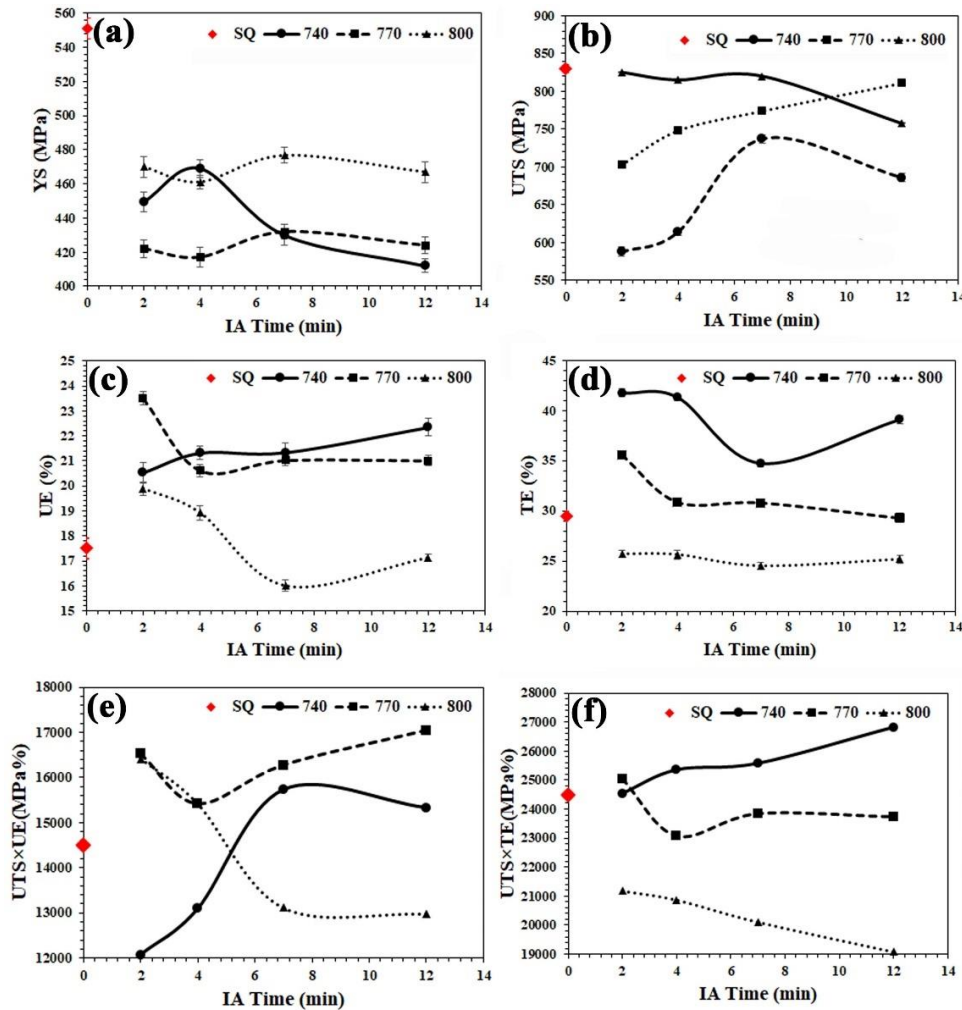 (a)
SQ 740 770 800
560
540
520
500
480
460
440
420
400
YS (MPa)
0 2 4 6 8 10 12 14
IA Time (min)
(b)
SQ 740 770 800
900
850
800
750
700
650
600
550
UTS (MPa)
0 2 4 6 8 10 12 14
IA Time (min)
(c)
SQ 740 770 800
25
24
23
22
21
20
19
18
17
16
15
UE (%)
0 2 4 6 8 10 12 14
IA Time (min)
(d)
SQ 740 770 800
45
40
35
30
25
20
TE (%)
0 2 4 6 8 10 12 14
IA Time (min)
(e)
SQ 740 770 800
18000
17000
16000
15000
14000
13000
12000
UTS×UE(MPa%)
0 2 4 6 8 10 12 14
IA Time (min)
(f)
SQ 740 770 800
28000
27000
26000
25000
24000
23000
22000
21000
20000
19000
UTS×TE(MPa%)
0 2 4 6 8 10 12 14
IA Time (min)